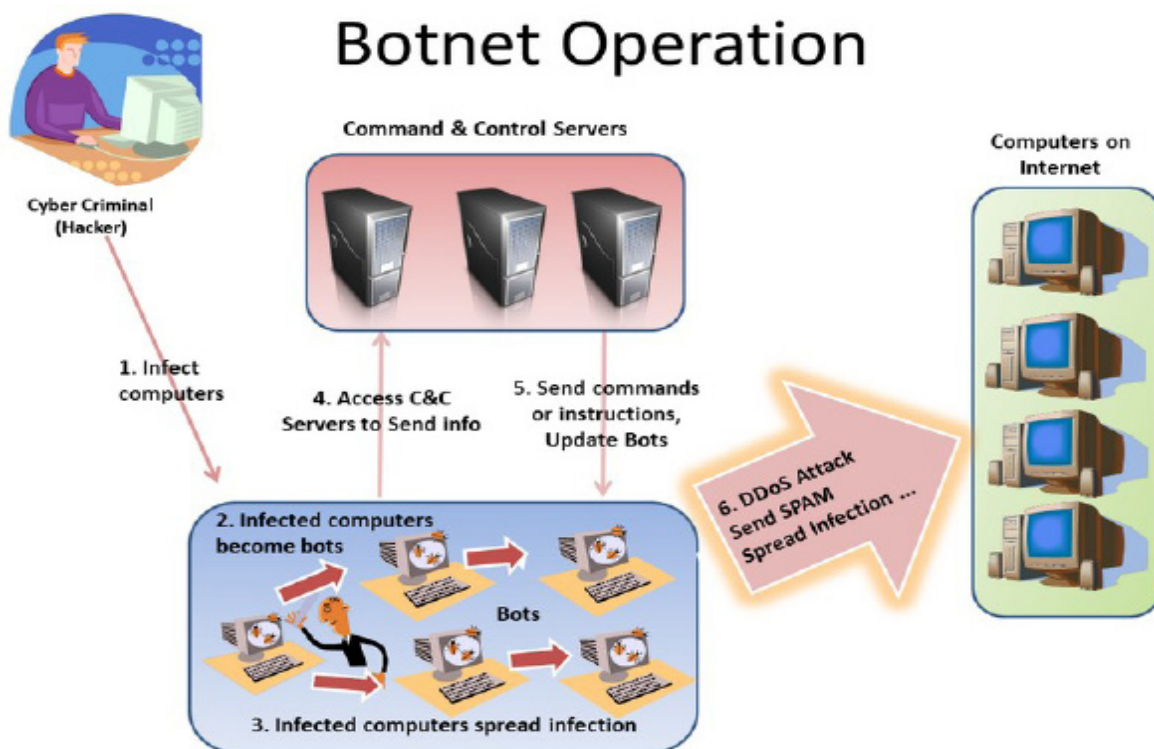 Botnet Operation
Cyber Criminal
(Hacker)
Command & Control Servers
Computers on
Internet
1. Infect
computers
4. Access C&C
Servers to Send info
5. Send commands
or instructions,
Update Bots
6. DDoS Attack
Send SPAM
Spread Infection ...
2. Infected computers
become bots
Bots
3. Infected computers spread infection